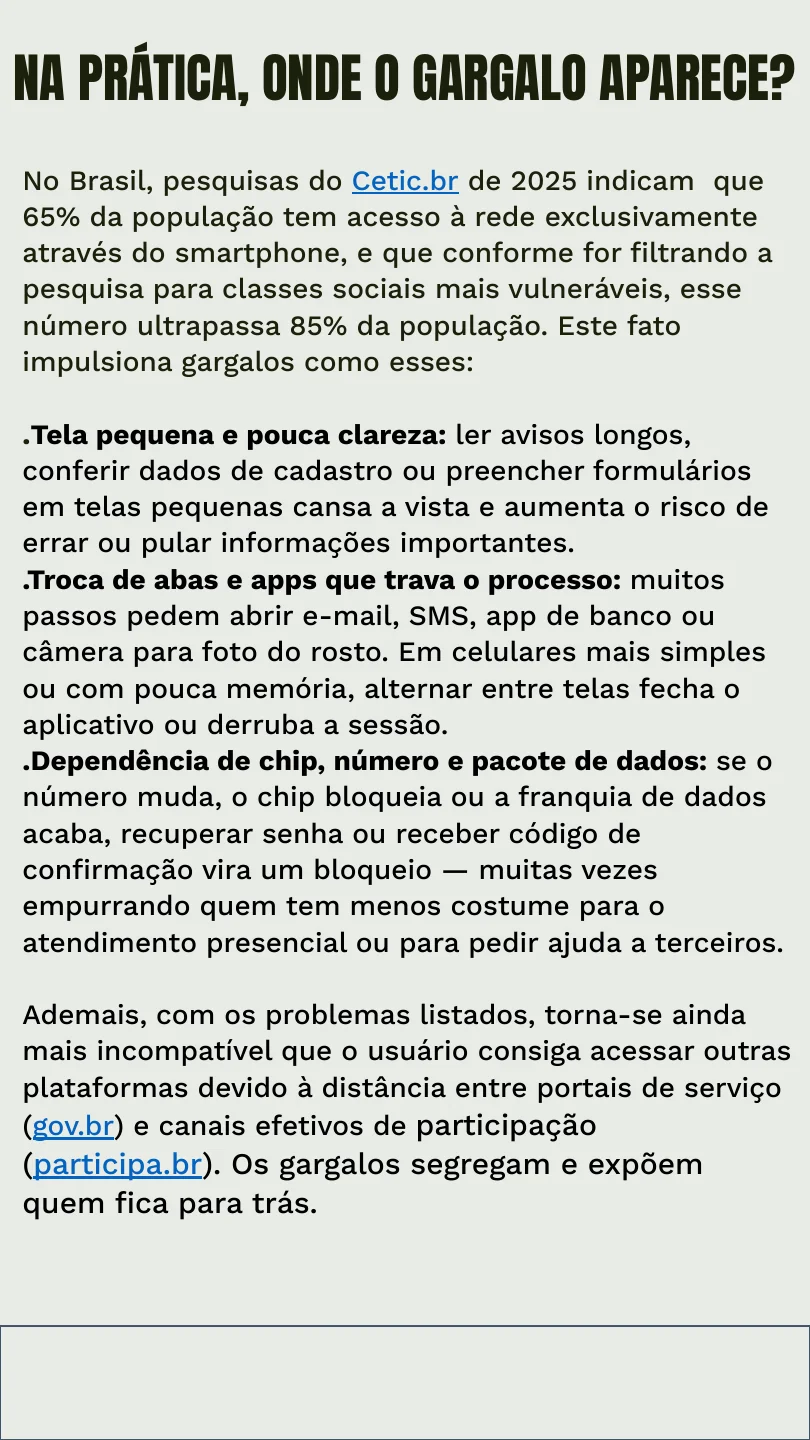 NA PRÁTICA, ONDE O GARGALO APARECE?
No Brasil, pesquisas do Cetic.br de 2025 indicam  que
65% da população tem acesso à rede exclusivamente
através do smartphone, e que conforme for filtrando a
pesquisa para classes sociais mais vulneráveis, esse
número ultrapassa 85% da população. Este fato
impulsiona gargalos como esses:
.Tela pequena e pouca clareza: ler avisos longos,
conferir dados de cadastro ou preencher formulários
em telas pequenas cansa a vista e aumenta o risco de
errar ou pular informações importantes.
.Troca de abas e apps que trava o processo: muitos
passos pedem abrir e-mail, SMS, app de banco ou
câmera para foto do rosto. Em celulares mais simples
ou com pouca memória, alternar entre telas fecha o
aplicativo ou derruba a sessão.
.Dependência de chip, número e pacote de dados: se o
número muda, o chip bloqueia ou a franquia de dados
acaba, recuperar senha ou receber código de
confirmação vira um bloqueio — muitas vezes
empurrando quem tem menos costume para o
atendimento presencial ou para pedir ajuda a terceiros.
Ademais, com os problemas listados, torna-se ainda
mais incompatível que o usuário consiga acessar outras
plataformas devido à distância entre portais de serviço
(gov.br) e canais efetivos de participação
(participa.br). Os gargalos segregam e expõem
quem fica para trás.